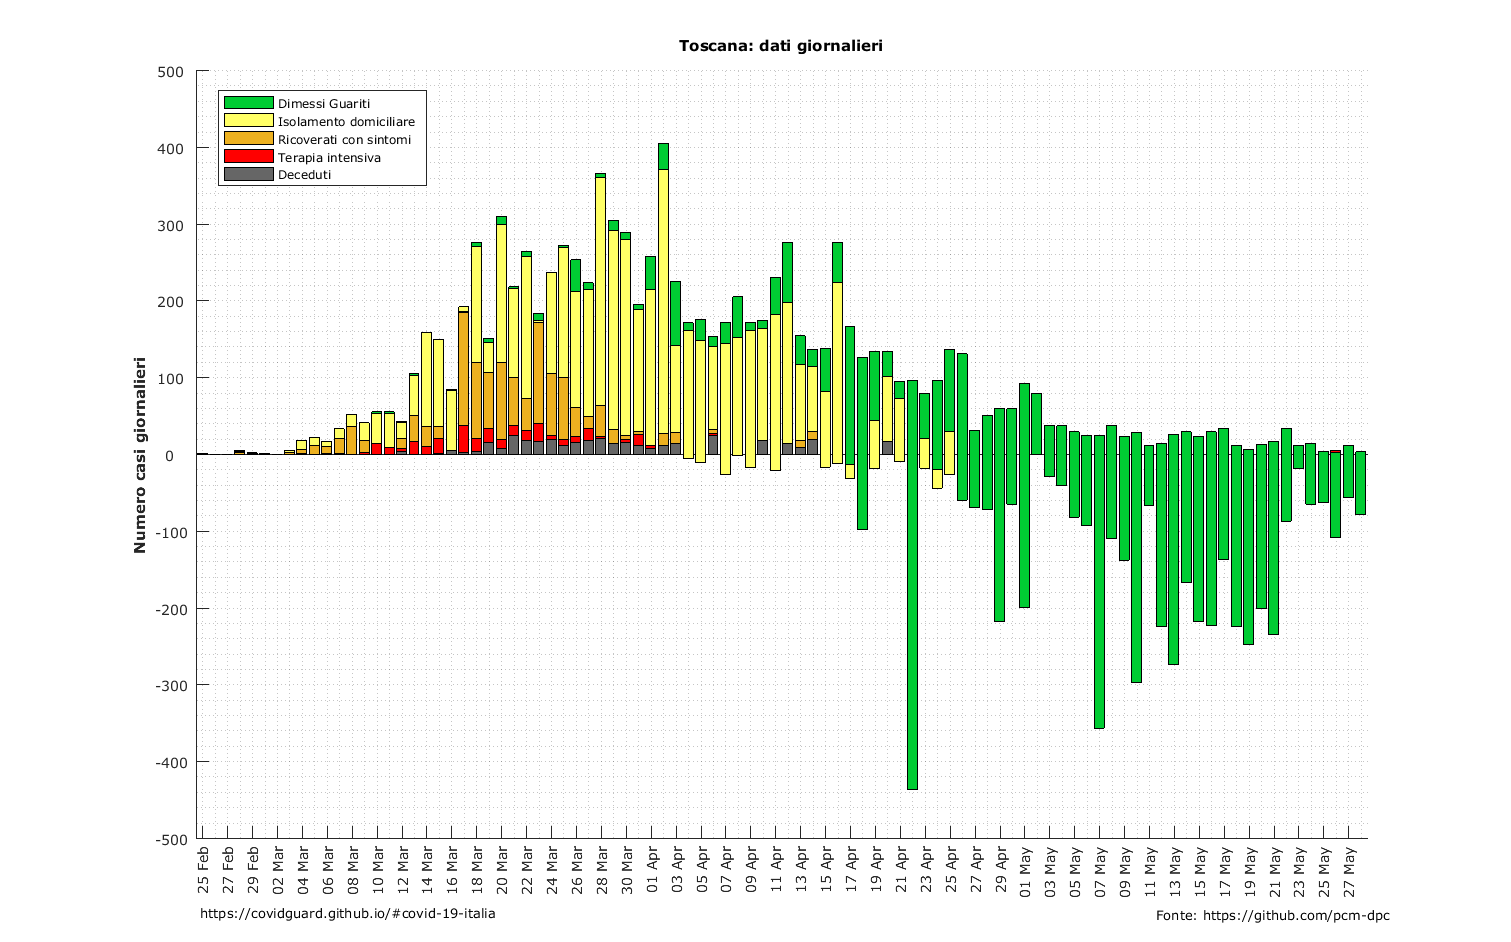 Toscana: dati giornalieri
500
400
300
200
100
0
-100
-200
-300
-400
-500
Numero casi giornalieri
Dimessi Guariti
Isolamento domiciliare
Ricoverati con sintomi
Terapia intensiva
Deceduti
25 Feb
27 Feb
29 Feb
02 Mar
04 Mar
06 Mar
08 Mar
10 Mar
12 Mar
14 Mar
16 Mar
18 Mar
20 Mar
22 Mar
24 Mar
26 Mar
28 Mar
30 Mar
01 Apr
03 Apr
05 Apr
07 Apr
09 Apr
11 Apr
13 Apr
15 Apr
17 Apr
19 Apr
21 Apr
23 Apr
25 Apr
27 Apr
29 Apr
01 May
03 May
05 May
07 May
09 May
11 May
13 May
15 May
17 May
19 May
21 May
23 May
25 May
27 May
https://covidguard.github.io/#covid-19-italia
Fonte: https://github.com/pcm-dpc